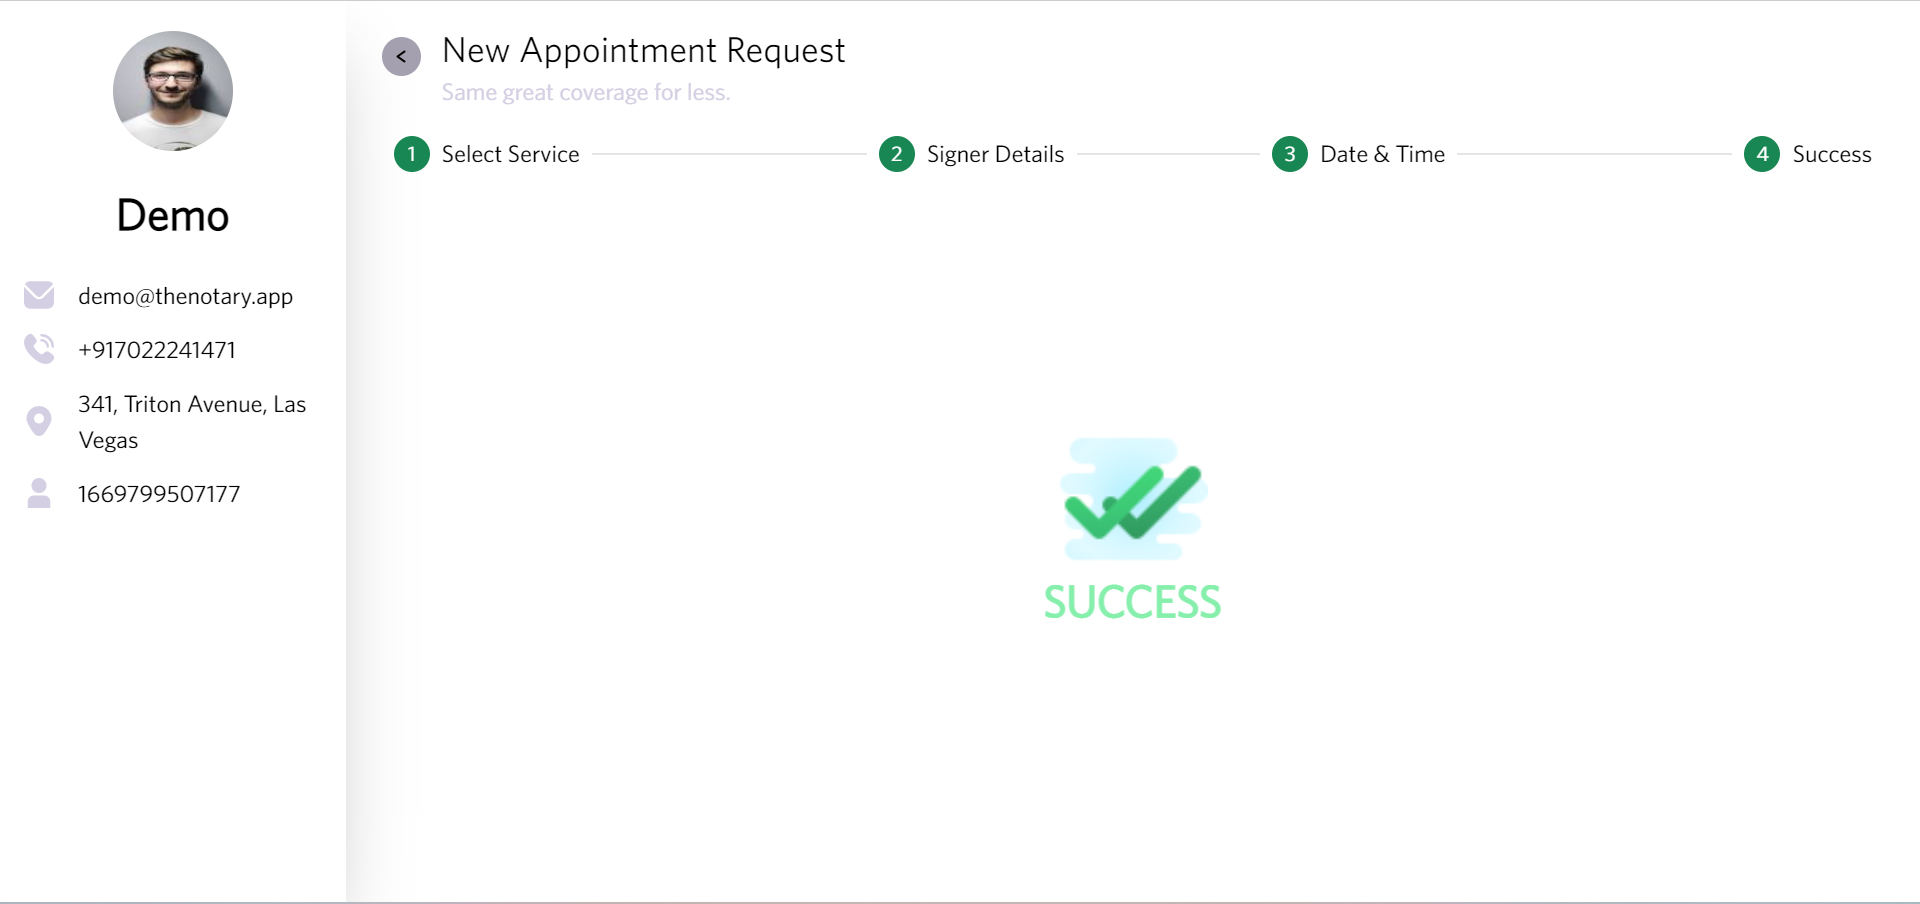 Demo
demo@thenotary.app
+917022241471
341, Triton Avenue, Las
Vegas
1669799507177
<
New Appointment Request
Same great coverage for less.
1 Select Service
2 Signer Details
3 Date & Time
4 Success
SUCCESS